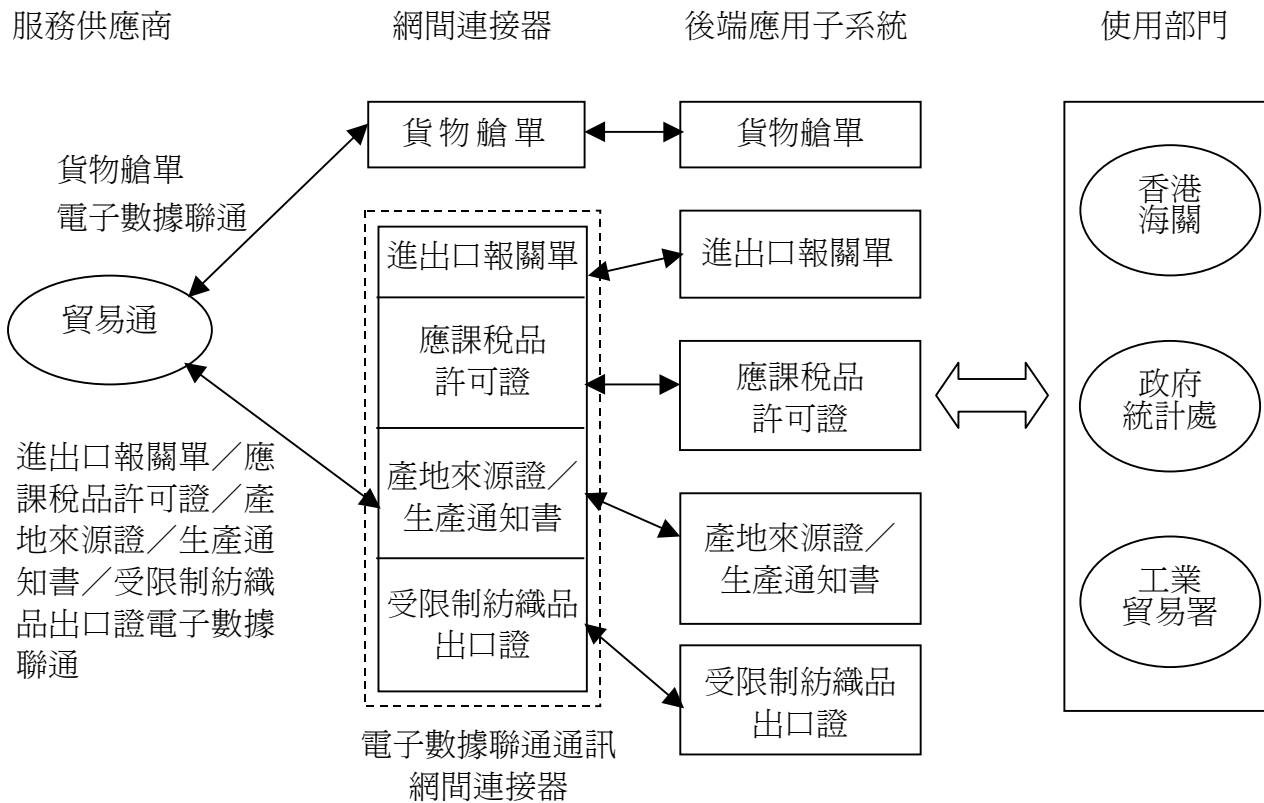 服務供應商
網間連接器
後端應用子系統
使用部門
貨物艙單
電子數據聯通
貿易通
進出口報關單／應
課稅品許可證／產
地來源證／生產通
知書／受限制紡織
品出口證電子數據
聯通
貨物艙單
進出口報關單
應課稅品
許可證
產地來源證／
生產通知書
受限制紡織品
出口證
電子數據聯通通訊
網間連接器
貨物艙單
進出口報關單
應課稅品
許可證
產地來源證／
生產通知書
受限制紡織品
出口證
香港
海關
政府
統計處
工業
貿易署